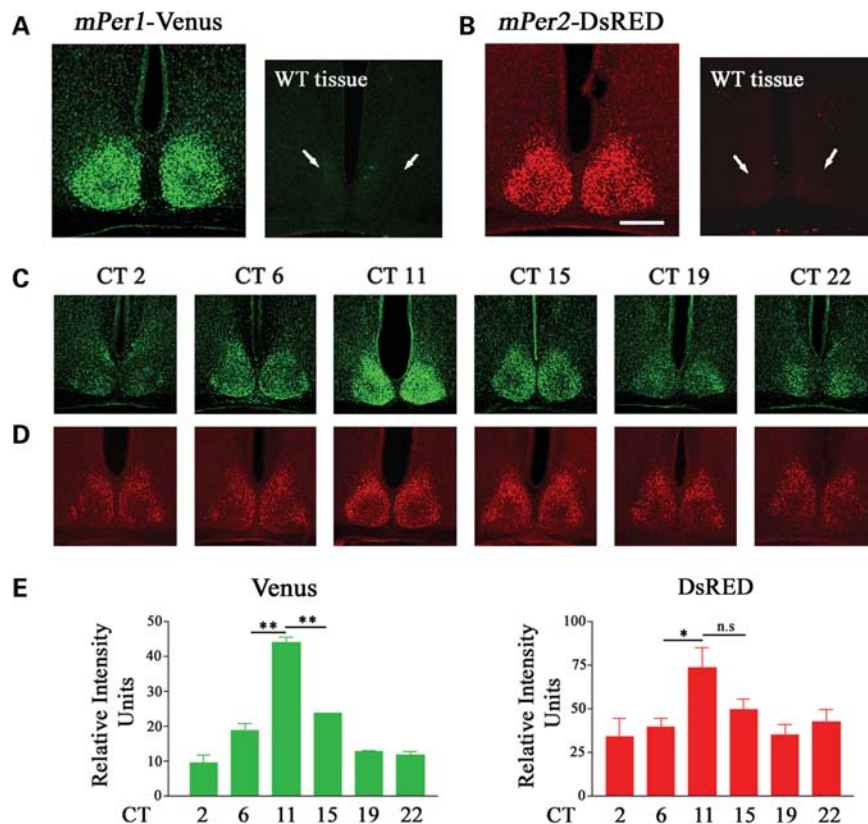 A
mPer1-Venus
WT tissue
B
mPer2-DsRED
WT tissue
C
CT 2
CT 6
CT 11
CT 15
CT 19
CT 22
D
E
Venus
Relative Intensity
Units
50
40
30
20
10
0
**
**
CT 2 6 11 15 19 22
DsRED
Relative Intensity
Units
100
75
50
25
0
*
n.s
CT 2 6 11 15 19 22